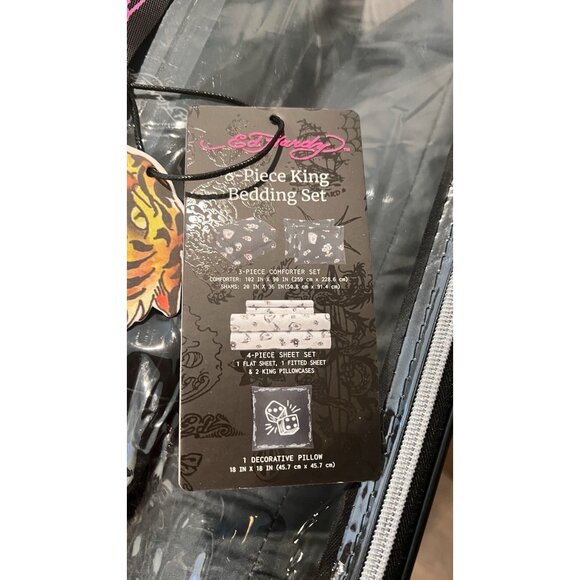 Ed Hardy™
8-Piece King
Bedding Set
3-PIECE COMFORTER SET
COMFORTER: 102 IN X 90 IN (259 cm x 228.6 cm)
SHAMS: 20 IN X 36 IN(50.8 cm x 91.4 cm)
4-PIECE SHEET SET
1 FLAT SHEET, 1 FITTED SHEET
& 2 KING PILLOWCASES
1 DECORATIVE PILLOW
18 IN X 18 IN (45.7 cm x 45.7 cm)